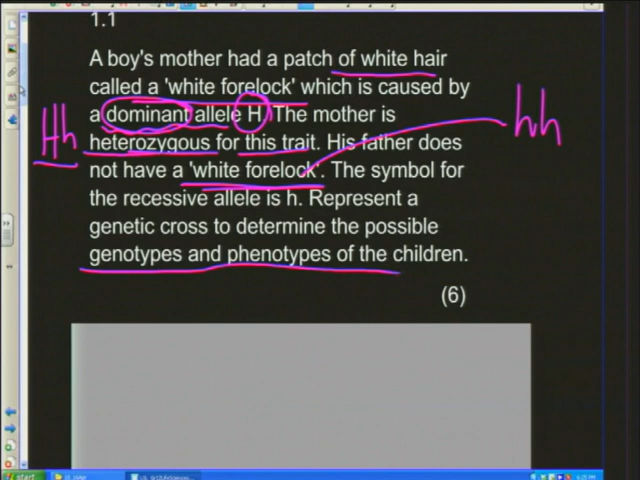 1.1
A boy's mother had a patch of white hair
called a 'white forelock' which is caused by
a dominant allele H. The mother is
heterozygous for this trait. His father does
not have a 'white forelock'. The symbol for
the recessive allele is h. Represent a
genetic cross to determine the possible
genotypes and phenotypes of the children.
(6)
Hh
hh
start